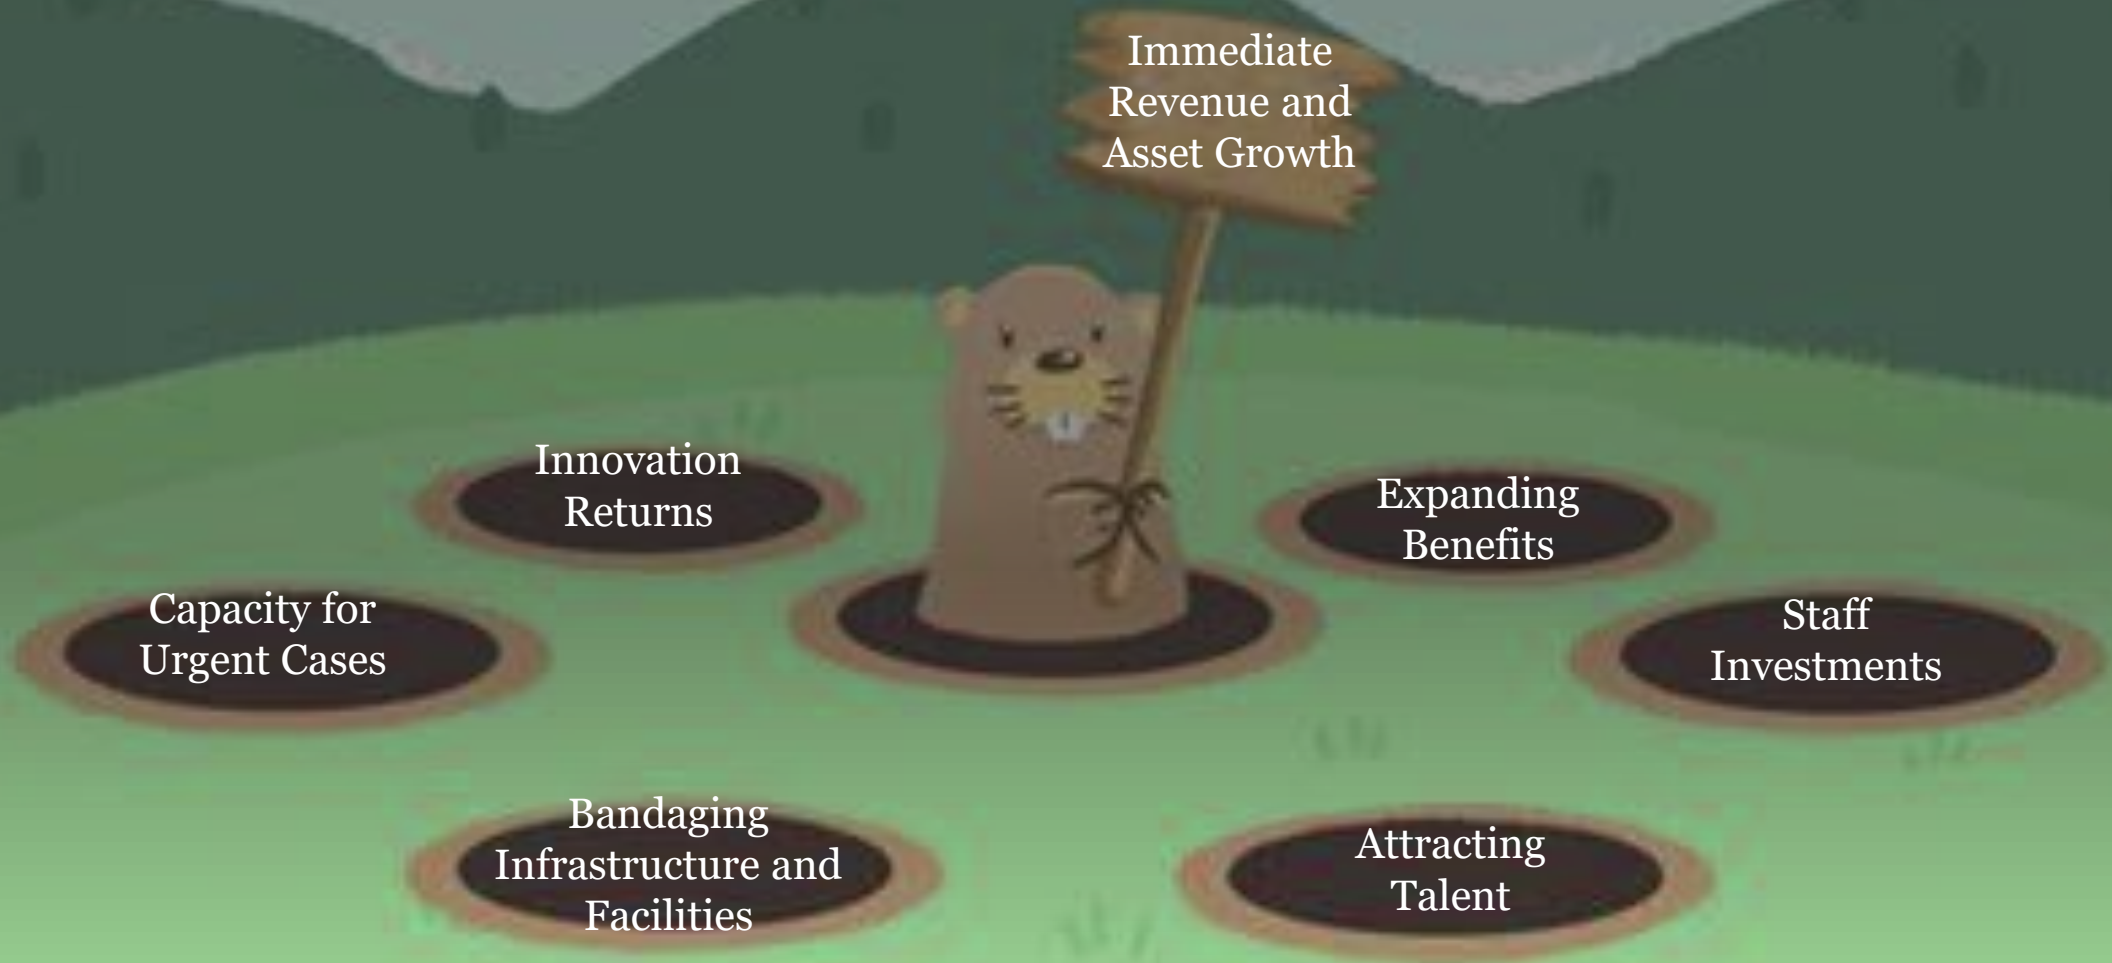 Immediate
Revenue and
Asset Growth
Innovation
Returns
Expanding
Benefits
Capacity for
Urgent Cases
Staff
Investments
Bandaging
Infrastructure and
Facilities
Attracting
Talent